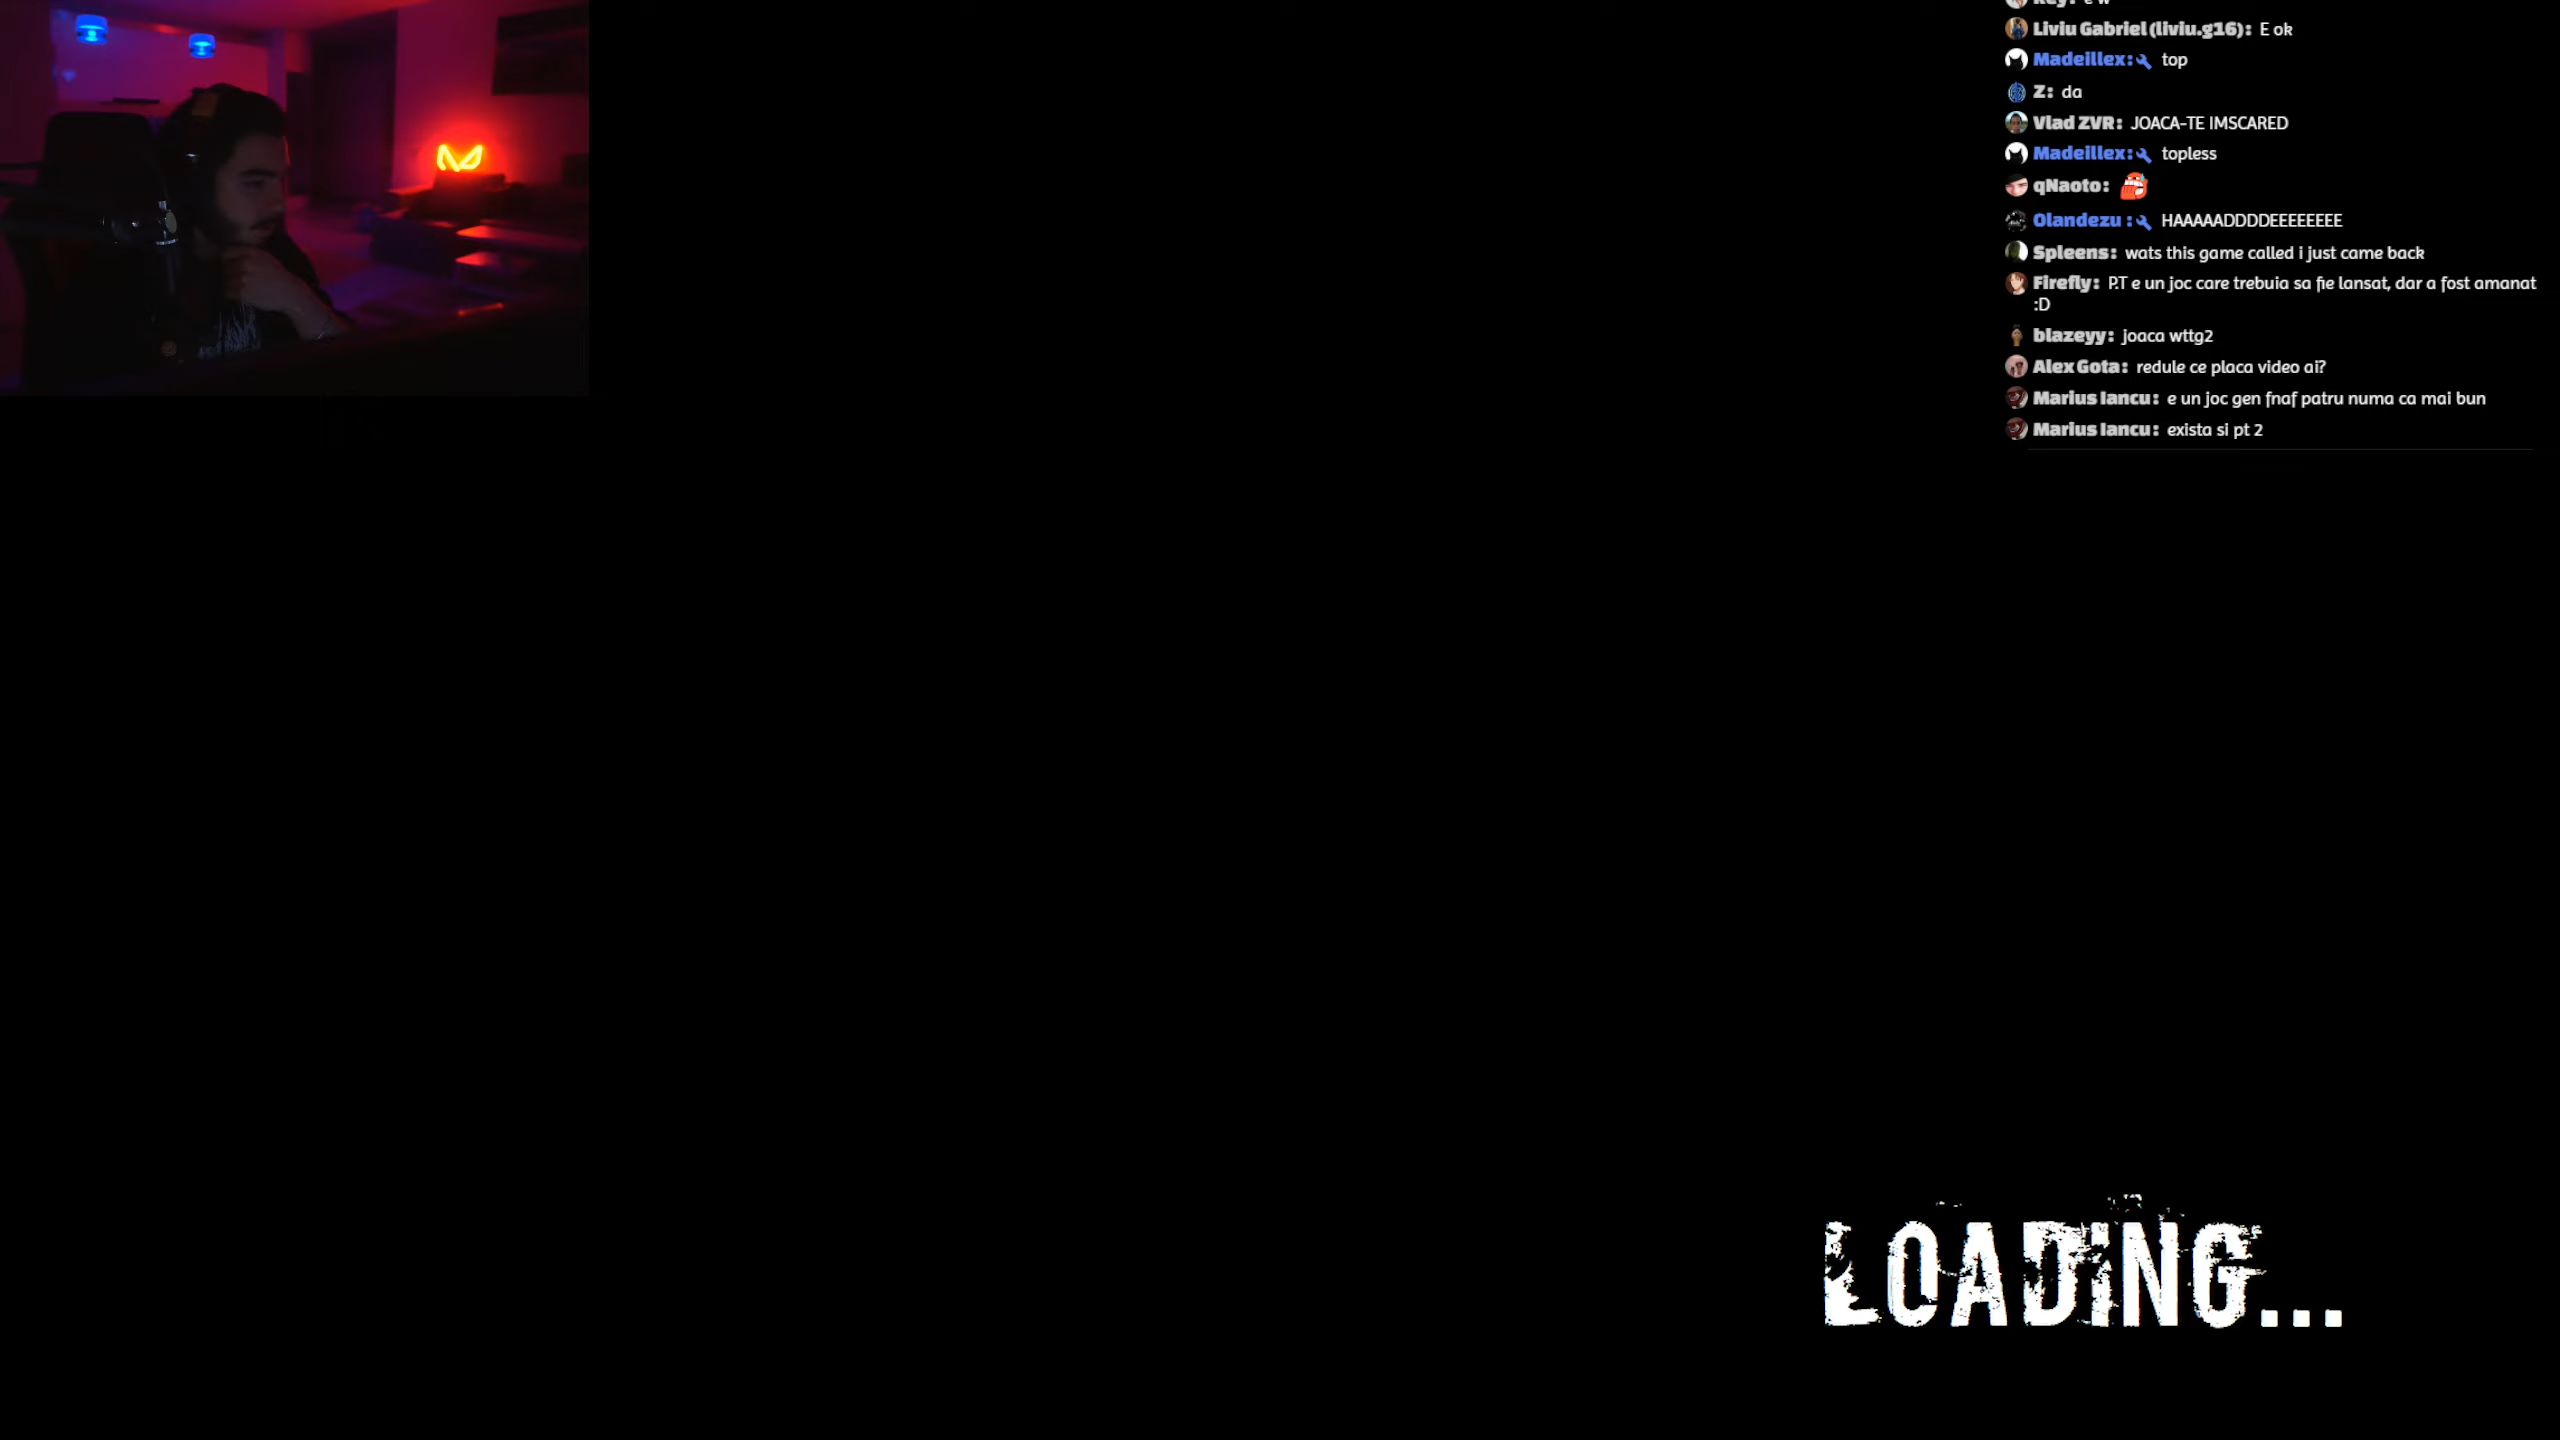 Liviu Gabriel (liviu.g16): E ok
Madeillex: top
Z: da
Vlad ZVR: JOACA-TE IMSCARED
Madeillex: topless
qNaoto:
Olandezu : HAAAAADDDDEEEEEEEE
Spleens: wats this game called i just came back
Firefly: P.T e un joc care trebuia sa fie lansat, dar a fost amanat
:D
blazeyy: joaca wttg2
Alex Gota: redule ce placa video ai?
Marius Iancu: e un joc gen fnaf patru numa ca mai bun
Marius Iancu: exista si pt 2
LOADING...